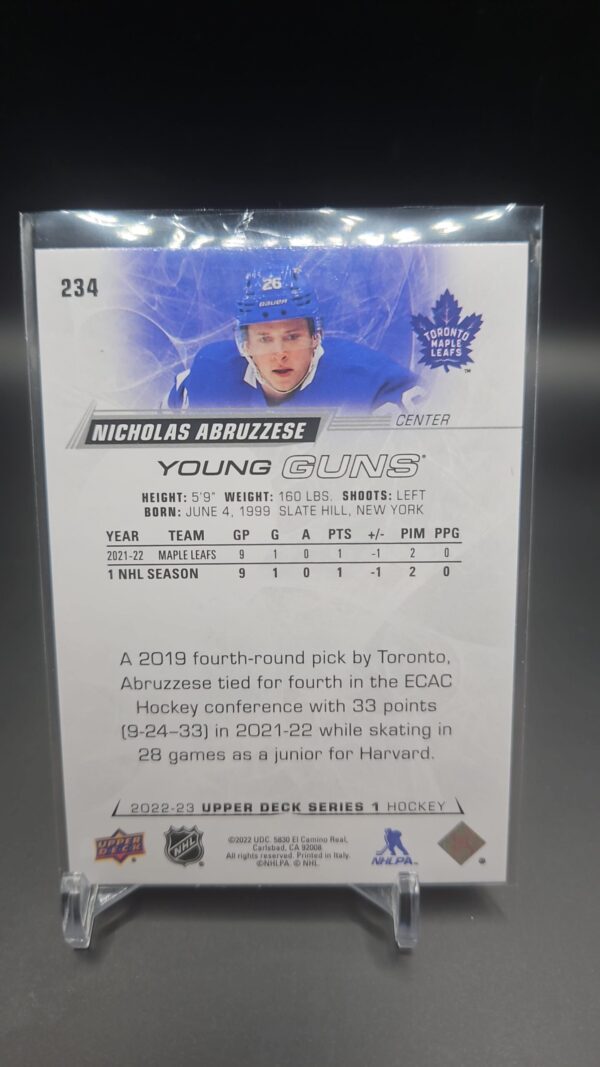 234
26
BAUER
TORONTO
MAPLE
LEAFS
TM
NICHOLAS ABRUZZESE
CENTER
YOUNG GUNS®
HEIGHT: 5'9" WEIGHT: 160 LBS. SHOOTS: LEFT
BORN: JUNE 4, 1999 SLATE HILL, NEW YORK
YEAR TEAM GP G A PTS +/- PIM PPG
2021-22 MAPLE LEAFS 9 1 0 1 -1 2 0
1 NHL SEASON 9 1 0 1 -1 2 0
A 2019 fourth-round pick by Toronto,
Abruzzese tied for fourth in the ECAC
Hockey conference with 33 points
(9-24–33) in 2021-22 while skating in
28 games as a junior for Harvard.
2022-23 UPPER DECK SERIES 1 HOCKEY
UPPER
DECK
NHL
©2022 UDC. 5830 El Camino Real,
Carlsbad, CA 92008
All rights reserved. Printed in Italy.
©NHLPA. © NHL.
NHLPA